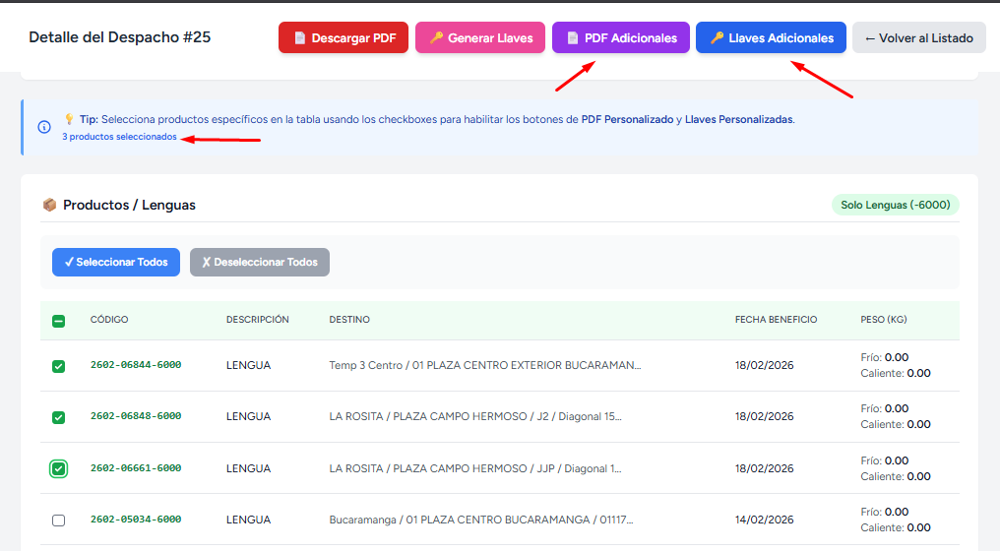 Detalle del Despacho #25
Descargar PDF
Generar Llaves
PDF Adicionales
Llaves Adicionales
← Volver al Listado
Tip: Selecciona productos específicos en la tabla usando los checkboxes para habilitar los botones de PDF Personalizado y Llaves Personalizadas.
3 productos seleccionados
Productos / Lenguas
Solo Lenguas (-6000)
✓ Seleccionar Todos
✗ Deseleccionar Todos
CÓDIGO DESCRIPCIÓN DESTINO FECHA BENEFICIO PESO (KG)
2602-06844-6000 LENGUA Temp 3 Centro / 01 PLAZA CENTRO EXTERIOR BUCARAMAN... 18/02/2026
Frío: 0.00
Caliente: 0.00
2602-06848-6000 LENGUA LA ROSITA / PLAZA CAMPO HERMOSO / J2 / Diagonal 15... 18/02/2026
Frío: 0.00
Caliente: 0.00
2602-06661-6000 LENGUA LA ROSITA / PLAZA CAMPO HERMOSO / JJP / Diagonal 1... 18/02/2026
Frío: 0.00
Caliente: 0.00
2602-05034-6000 LENGUA Bucaramanga / 01 PLAZA CENTRO BUCARAMANGA / 01117... 14/02/2026
Frío: 0.00
Caliente: 0.00